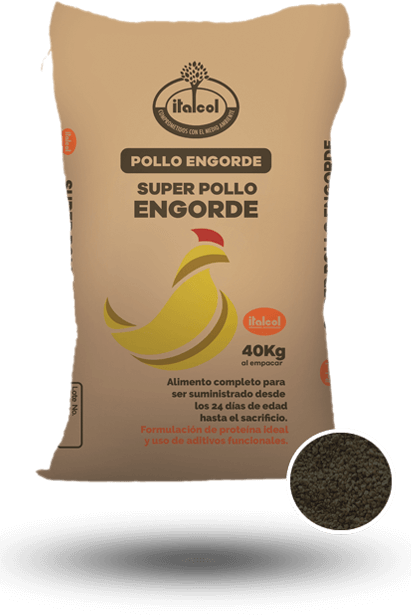 italcol
COMPROMETIDOS CON EL MEDIO AMBIENTE
POLLO ENGORDE
SUPER POLLO
ENGORDE
italcol
40Kg
al empacar
Alimento completo para
ser suministrado desde
los 24 días de edad
hasta el sacrificio.
Formulación de proteína ideal
y uso de aditivos funcionales.
Lote No.